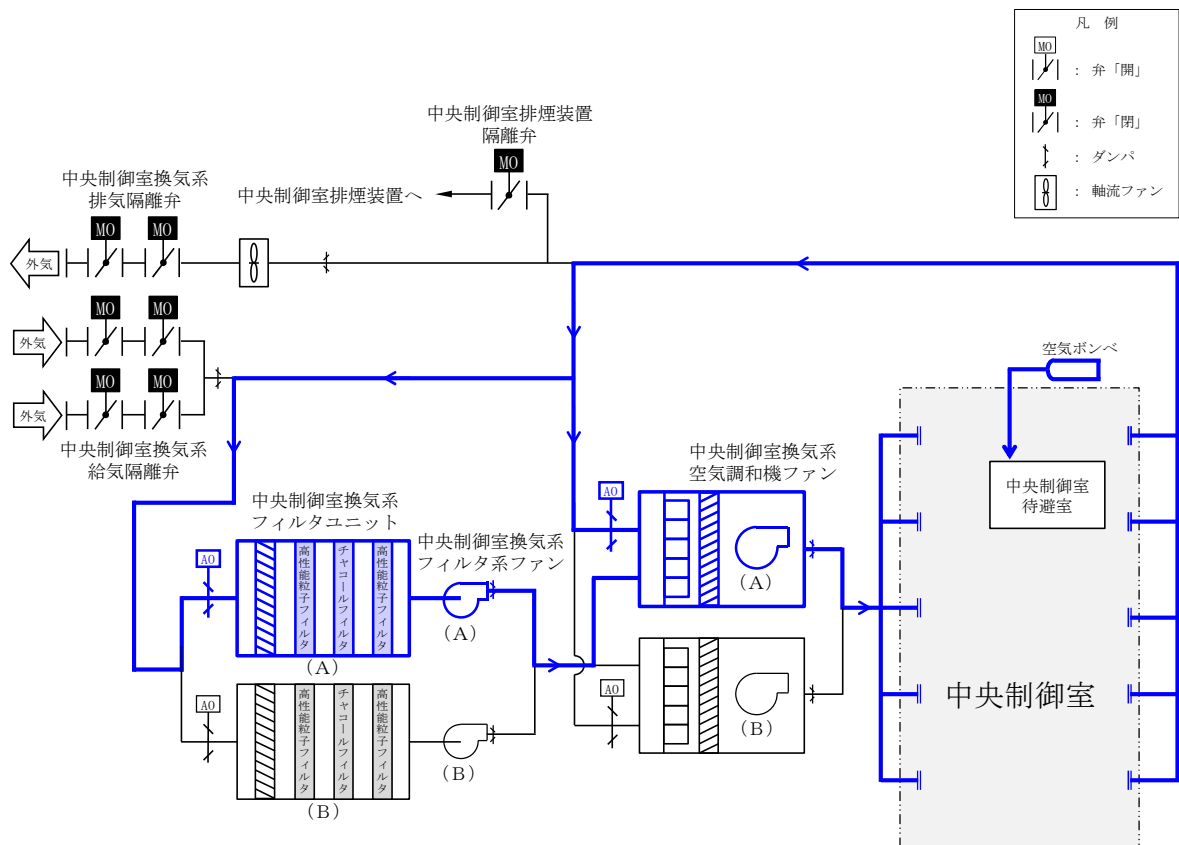 凡 例
MO
: 弁「開」
MO
: 弁「閉」
: ダンパ
: 軸流ファン
中央制御室排煙装置
隔離弁
MO
中央制御室排煙装置へ
中央制御室換気系
排気隔離弁
MO
MO
外気
MO
MO
外気
MO
MO
外気
中央制御室換気系
給気隔離弁
空気ボンベ
中央制御室
待避室
中央制御室換気系
空気調和機ファン
AO
(A)
中央制御室換気系
フィルタユニット
中央制御室換気系
フィルタ系ファン
AO
高性能粒子フィルタ
チャコールフィルタ
高性能粒子フィルタ
(A)
(A)
AO
高性能粒子フィルタ
チャコールフィルタ
高性能粒子フィルタ
(B)
(B)
AO
(B)
中央制御室